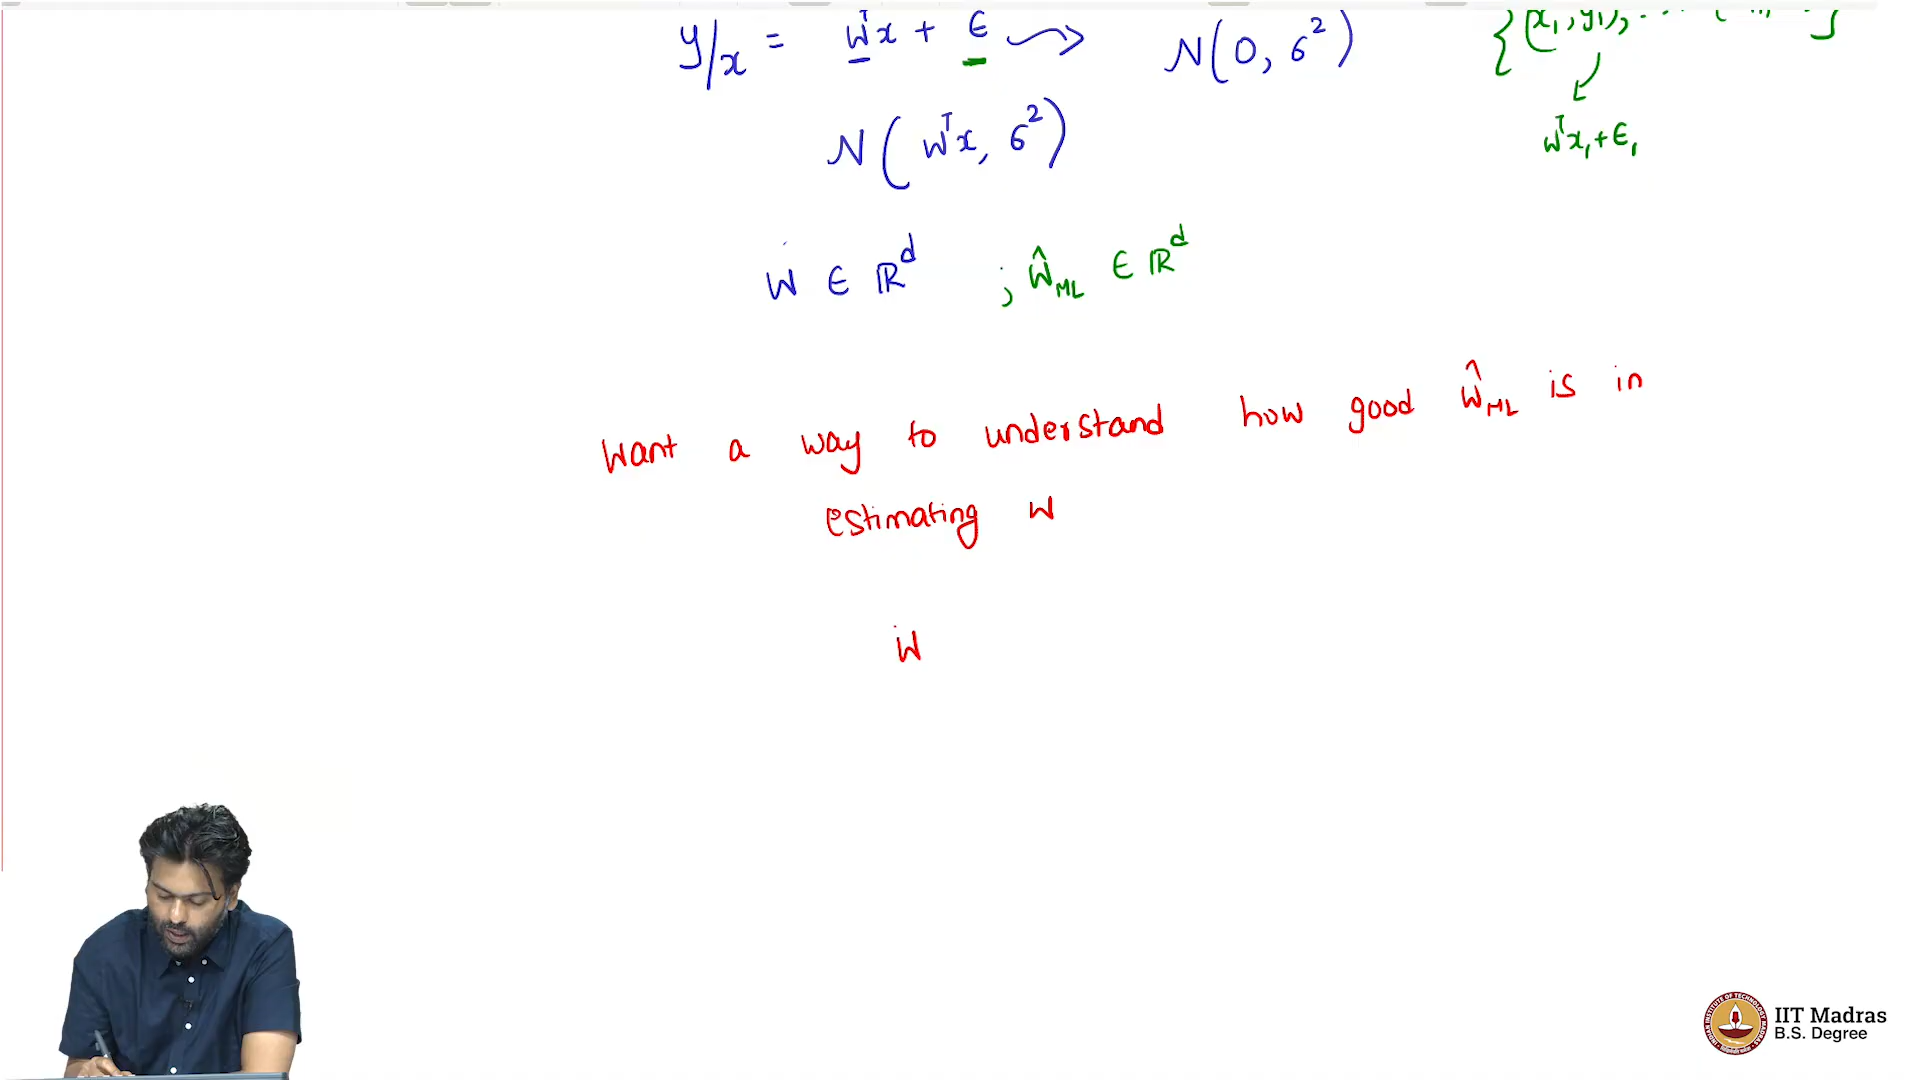 y/x = wᵀx + ε ⇝ N(0, σ²)
{(x₁, y₁), ... }
N(wᵀx, σ²)
wᵀx₁ + ε₁
w ∈ ℝᵈ ; ŵ_ML ∈ ℝᵈ
want a way to understand how good ŵ_ML is in
estimating w
w
IIT Madras
B.S. Degree